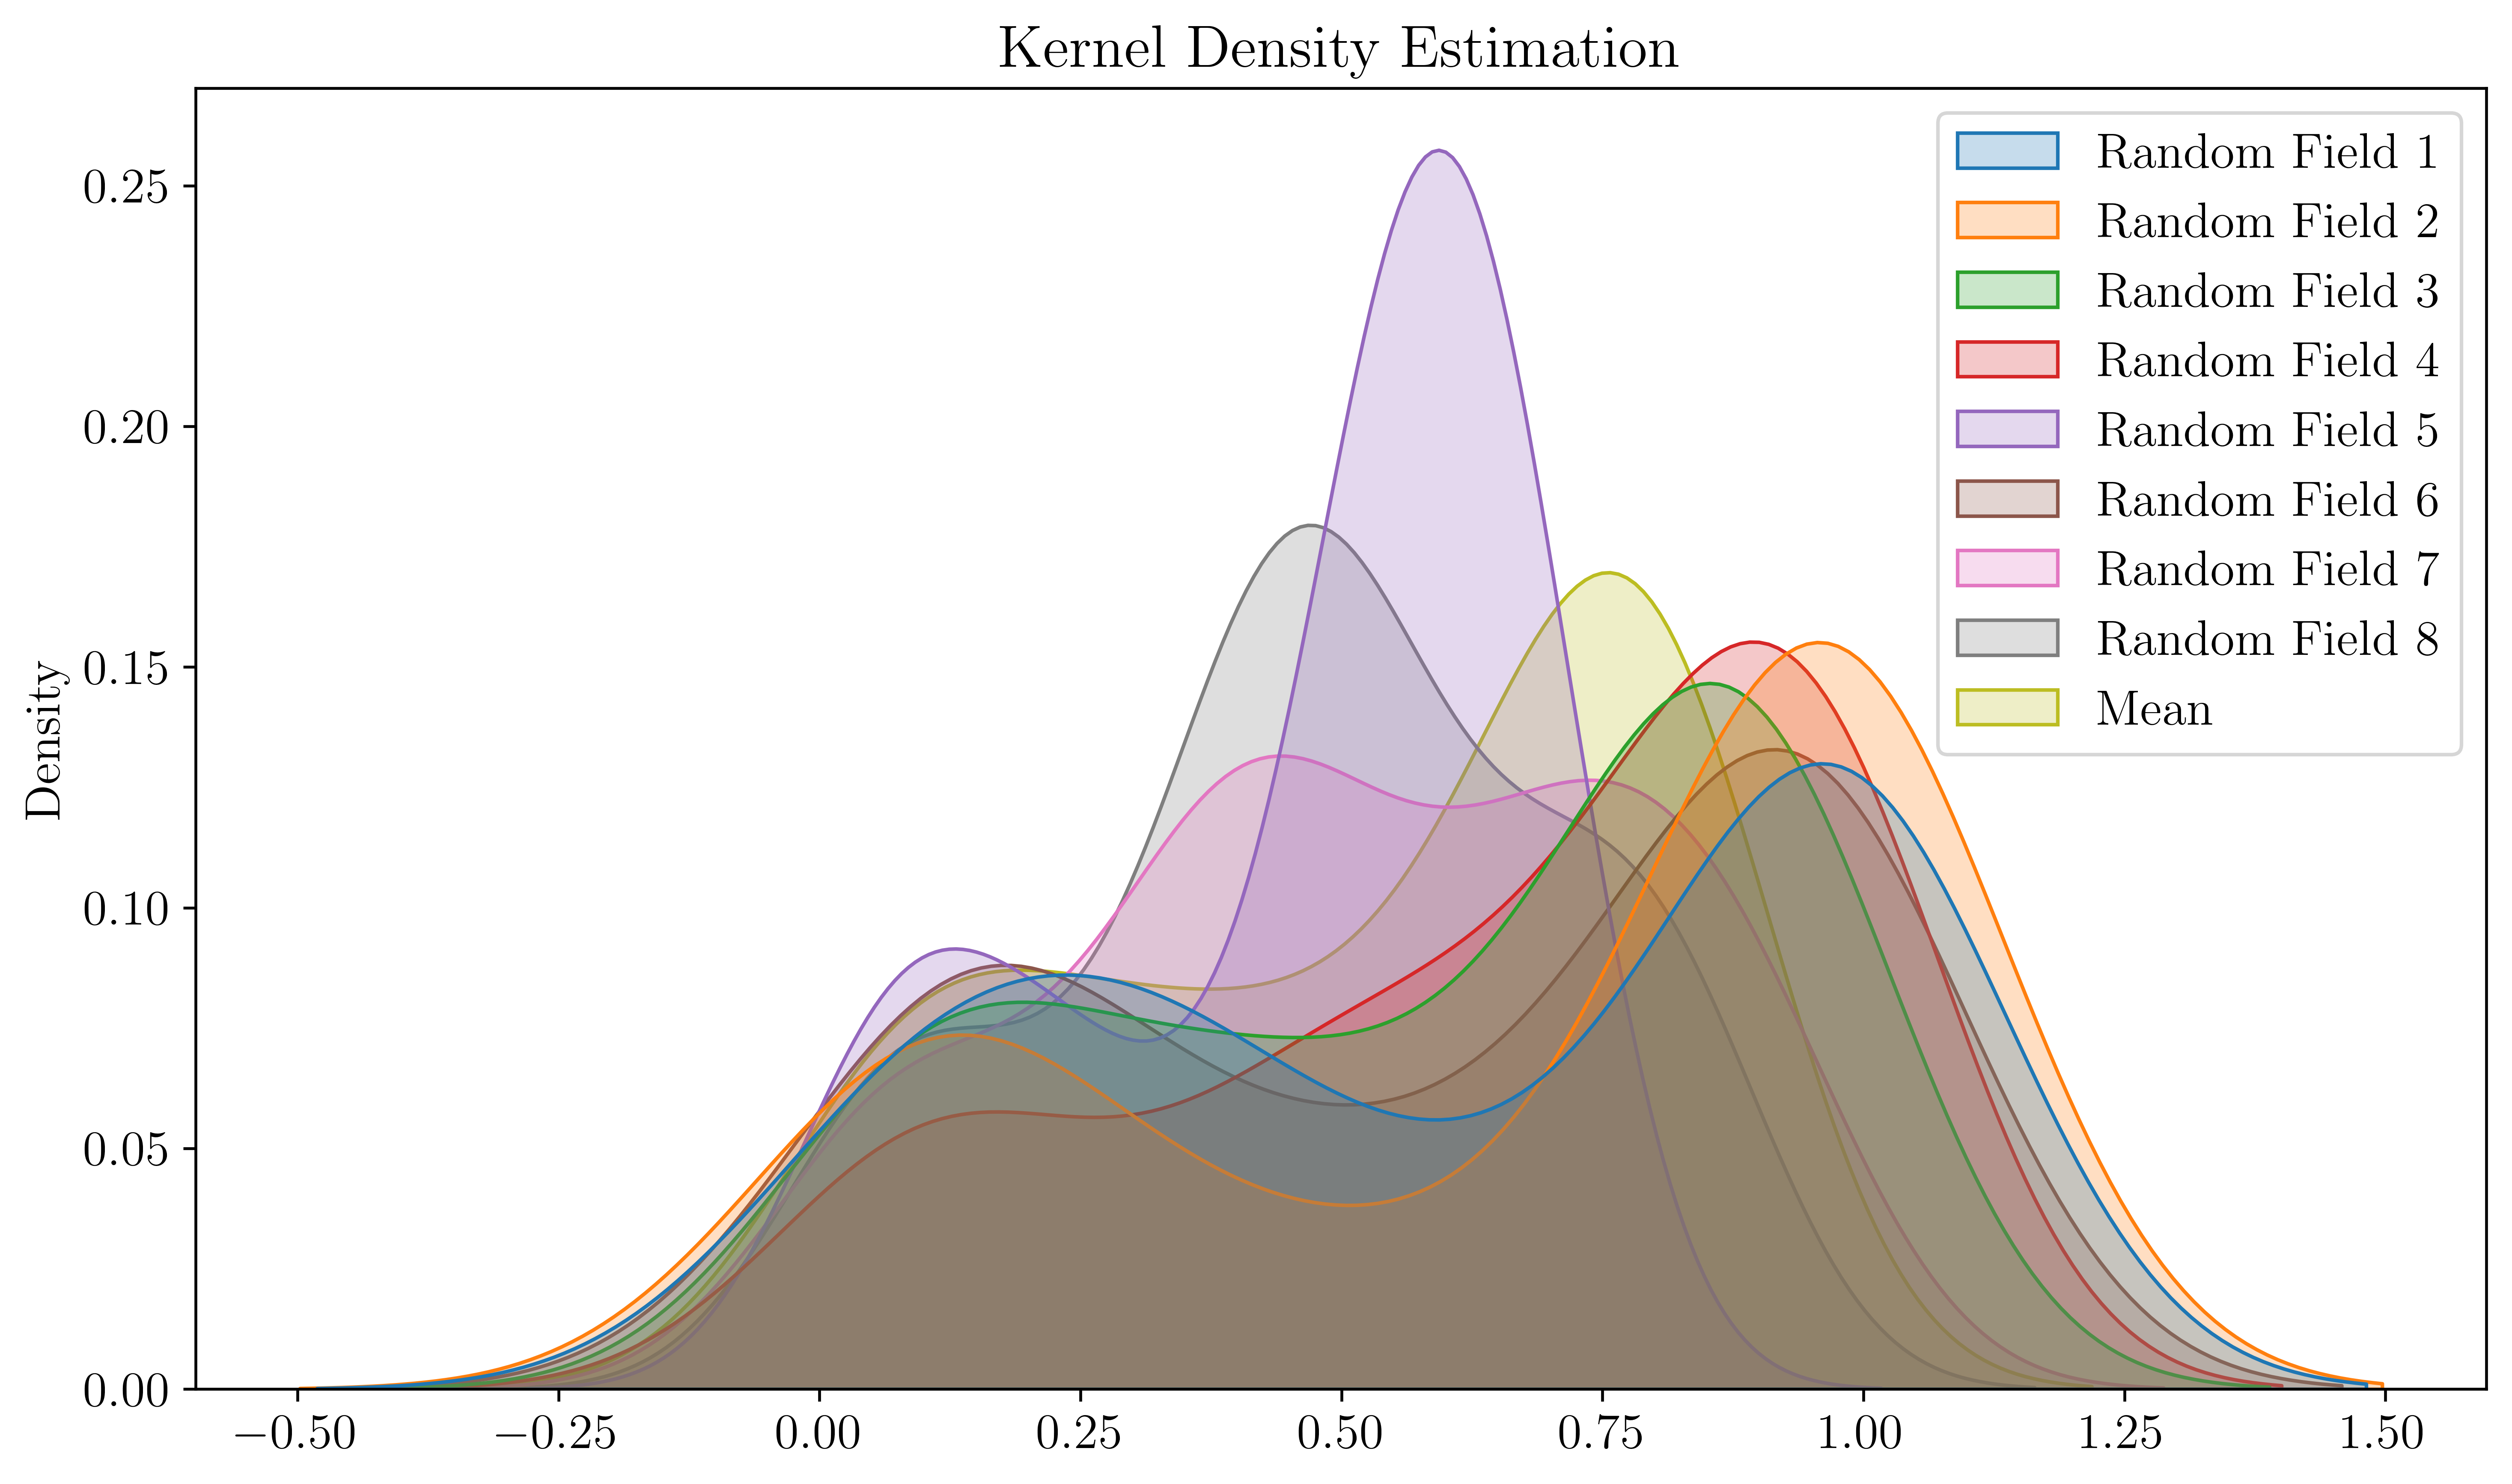 Kernel Density Estimation
Density
0.25
0.20
0.15
0.10
0.05
0.00
−0.50
−0.25
0.00
0.25
0.50
0.75
1.00
1.25
1.50
Random Field 1
Random Field 2
Random Field 3
Random Field 4
Random Field 5
Random Field 6
Random Field 7
Random Field 8
Mean